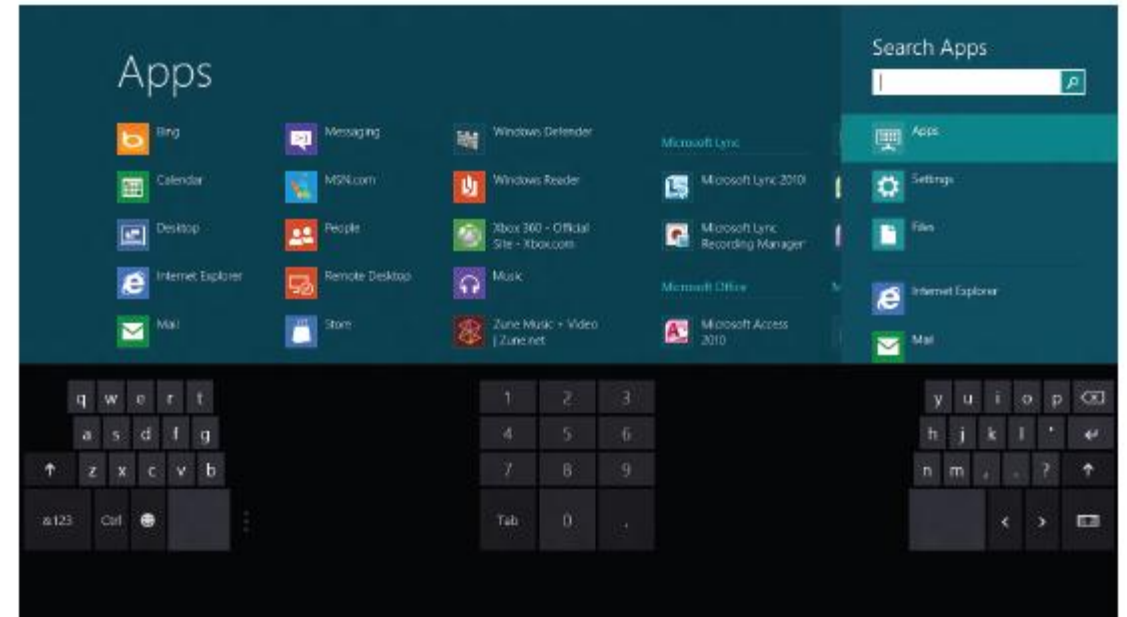 Apps
Bing
Calendar
Desktop
Internet Explorer
Mail
Messaging
MSN.com
People
Remote Desktop
Store
Windows Defender
Windows Reader
Xbox 360 - Official
Site - Xbox.com
Music
Zune Music + Video
| Zune.net
Microsoft Lync
Microsoft Lync 2010
Microsoft Lync
Recording Manager
Microsoft Office
Microsoft Access
2010
Search Apps
Apps
Settings
Files
Internet Explorer
Mail
q w e r t 1 2 3 y u i o p
a s d f g 4 5 6 h j k l '
z x c v b 7 8 9 n m , . ?
&123 Ctrl Tab 0 . < >